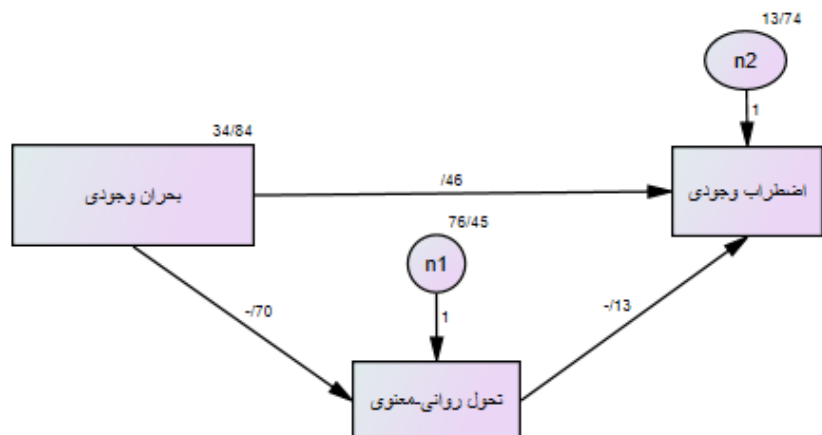 13/74
n2
1
34/84
بحران وجودی
/46
اضطراب وجودی
76/45
n1
1
-/70
-/13
تحول روانی-معنوی